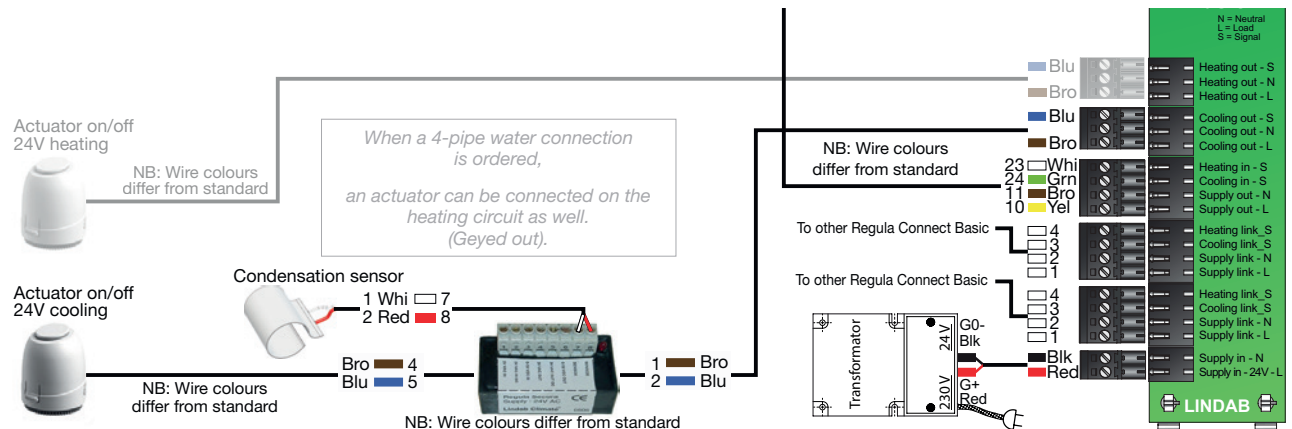 N = Neutral
L = Load
S = Signal
Blu
Bro
Heating out - S
Heating out - N
Heating out - L
Blu
Bro
Cooling out - S
Cooling out - N
Cooling out - L
Actuator on/off
24V heating
NB: Wire colours
differ from standard
When a 4-pipe water connection
is ordered,
an actuator can be connected on the
heating circuit as well.
(Geyed out).
NB: Wire colours
differ from standard
23 Whi
24 Grn
11 Bro
10 Yel
Heating in - S
Cooling in - S
Supply out - N
Supply out - L
To other Regula Connect Basic
4
3
2
1
Heating link_S
Cooling link_S
Supply link - N
Supply link - L
To other Regula Connect Basic
4
3
2
1
Heating link_S
Cooling link_S
Supply link - N
Supply link - L
Condensation sensor
1 Whi 7
2 Red 8
Actuator on/off
24V cooling
NB: Wire colours
differ from standard
Bro 4
Blu 5
Regula Secura
Supply - 24V AC
Lindab Climate
CE
1 Bro
2 Blu
NB: Wire colours differ from standard
Transformator
24V
230V
G0-
Blk
G+
Red
Blk
Red
Supply in - N
Supply in - 24V - L
LINDAB